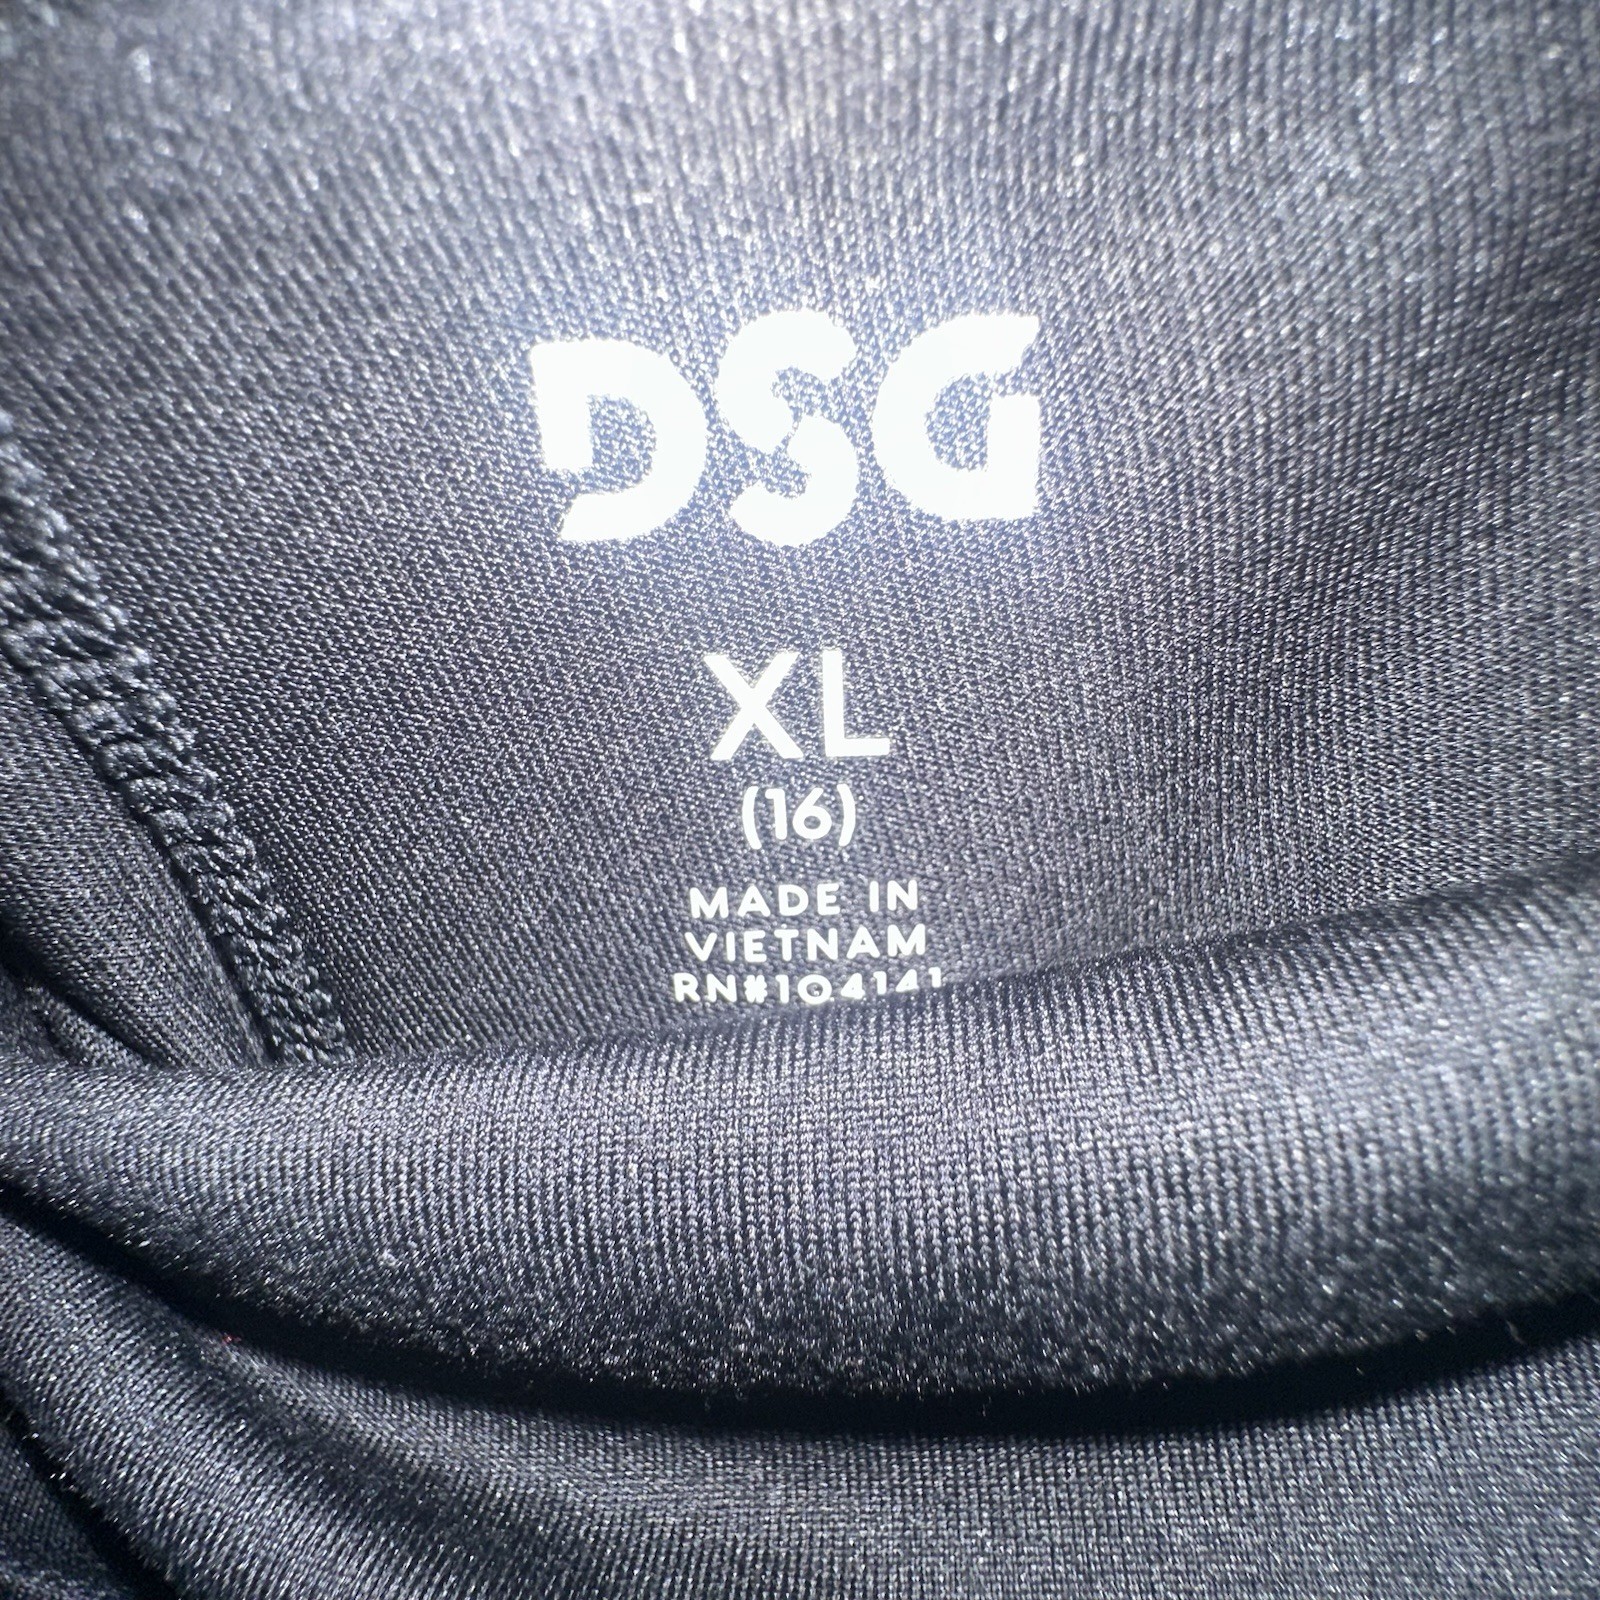 DSG
XL
(16)
MADE IN
VIETNAM
RN#104141